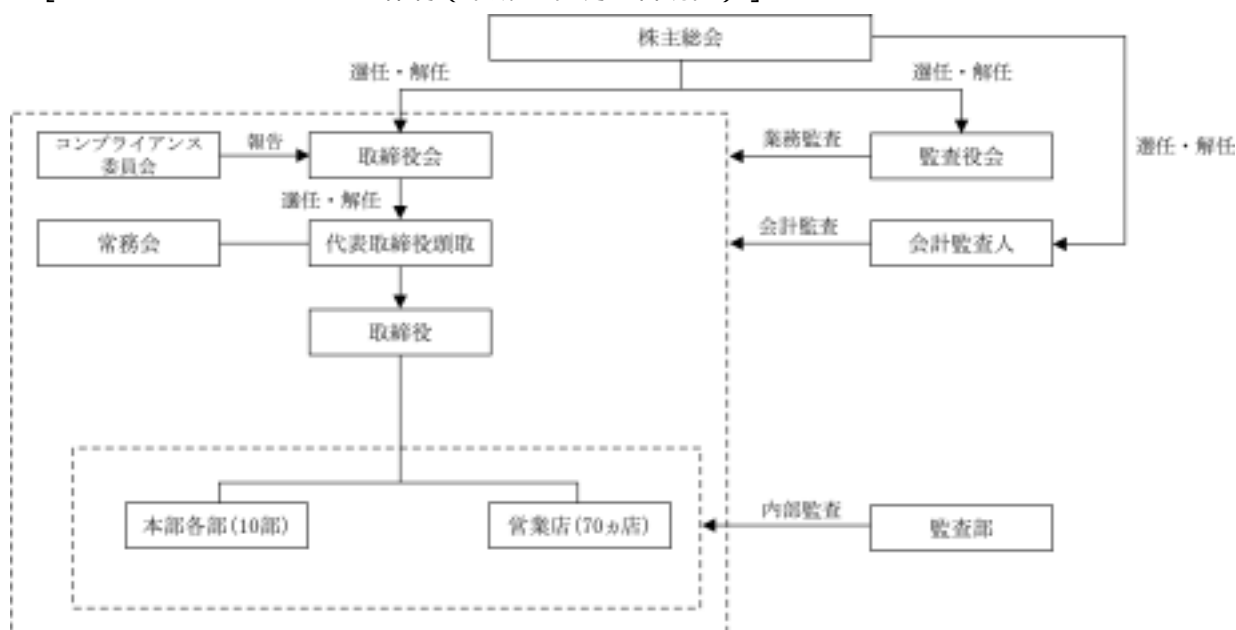 株主総会
選任・解任
選任・解任
コンプライアンス
委員会
報告
取締役会
業務監査
監査役会
選任・解任
選任・解任
常務会
代表取締役頭取
会計監査
会計監査人
取締役
本部各部(10部)
営業店(70ヵ店)
内部監査
監査部